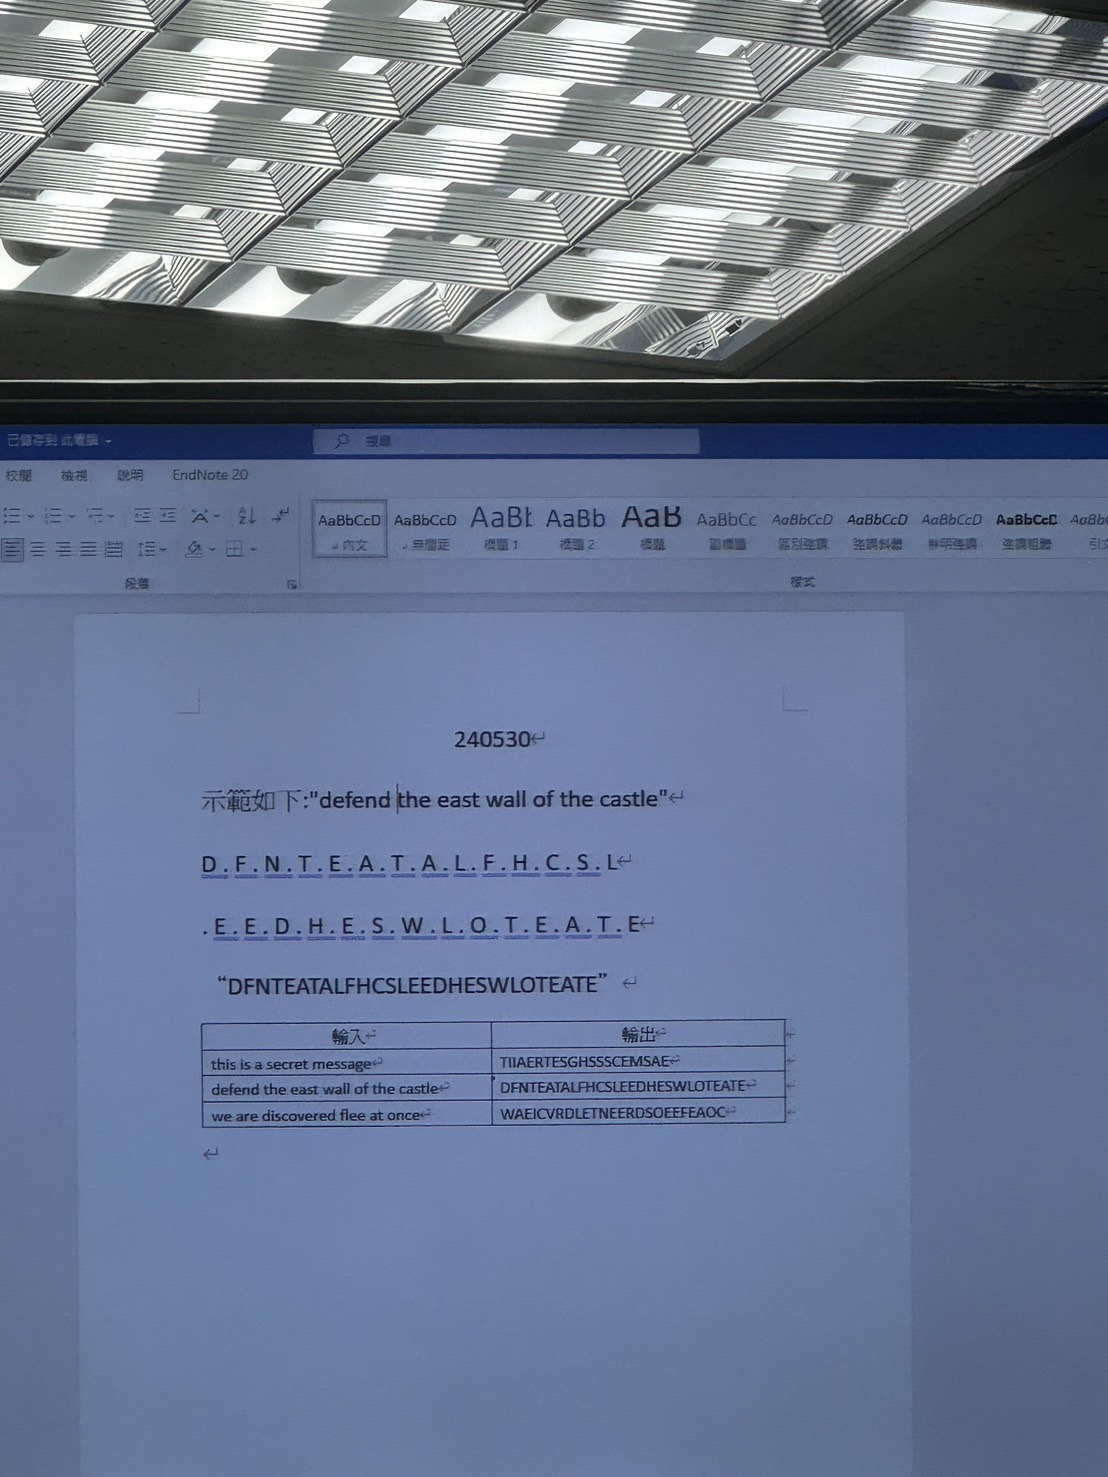 已儲存到 此電腦
搜尋
校閱 檢視 說明 EndNote 20
AaBbCcD AaBbCcD AaBb AaBb AaB AaBbCc AaBbCcD AaBbCcD AaBbCcD AaBbCcD AaBb
內文 無間距 標題 1 標題 2 標題 副標題 區別強調 強調斜體 鮮明強調 強調粗體 引文
段落 樣式
240530
示範如下:"defend the east wall of the castle"
D.F.N.T.E.A.T.A.L.F.H.C.S.L
.E.E.D.H.E.S.W.L.O.T.E.A.T.E
“DFNTEATALFHCSLEEDHESWLOTEATE”
輸入 輸出
this is a secret message TIIAERTESGHSSSCEMSAE
defend the east wall of the castle DFNTEATALFHCSLEEDHESWLOTEATE
we are discovered flee at once WAEICVRDLETNEERDSOEEFEAOC